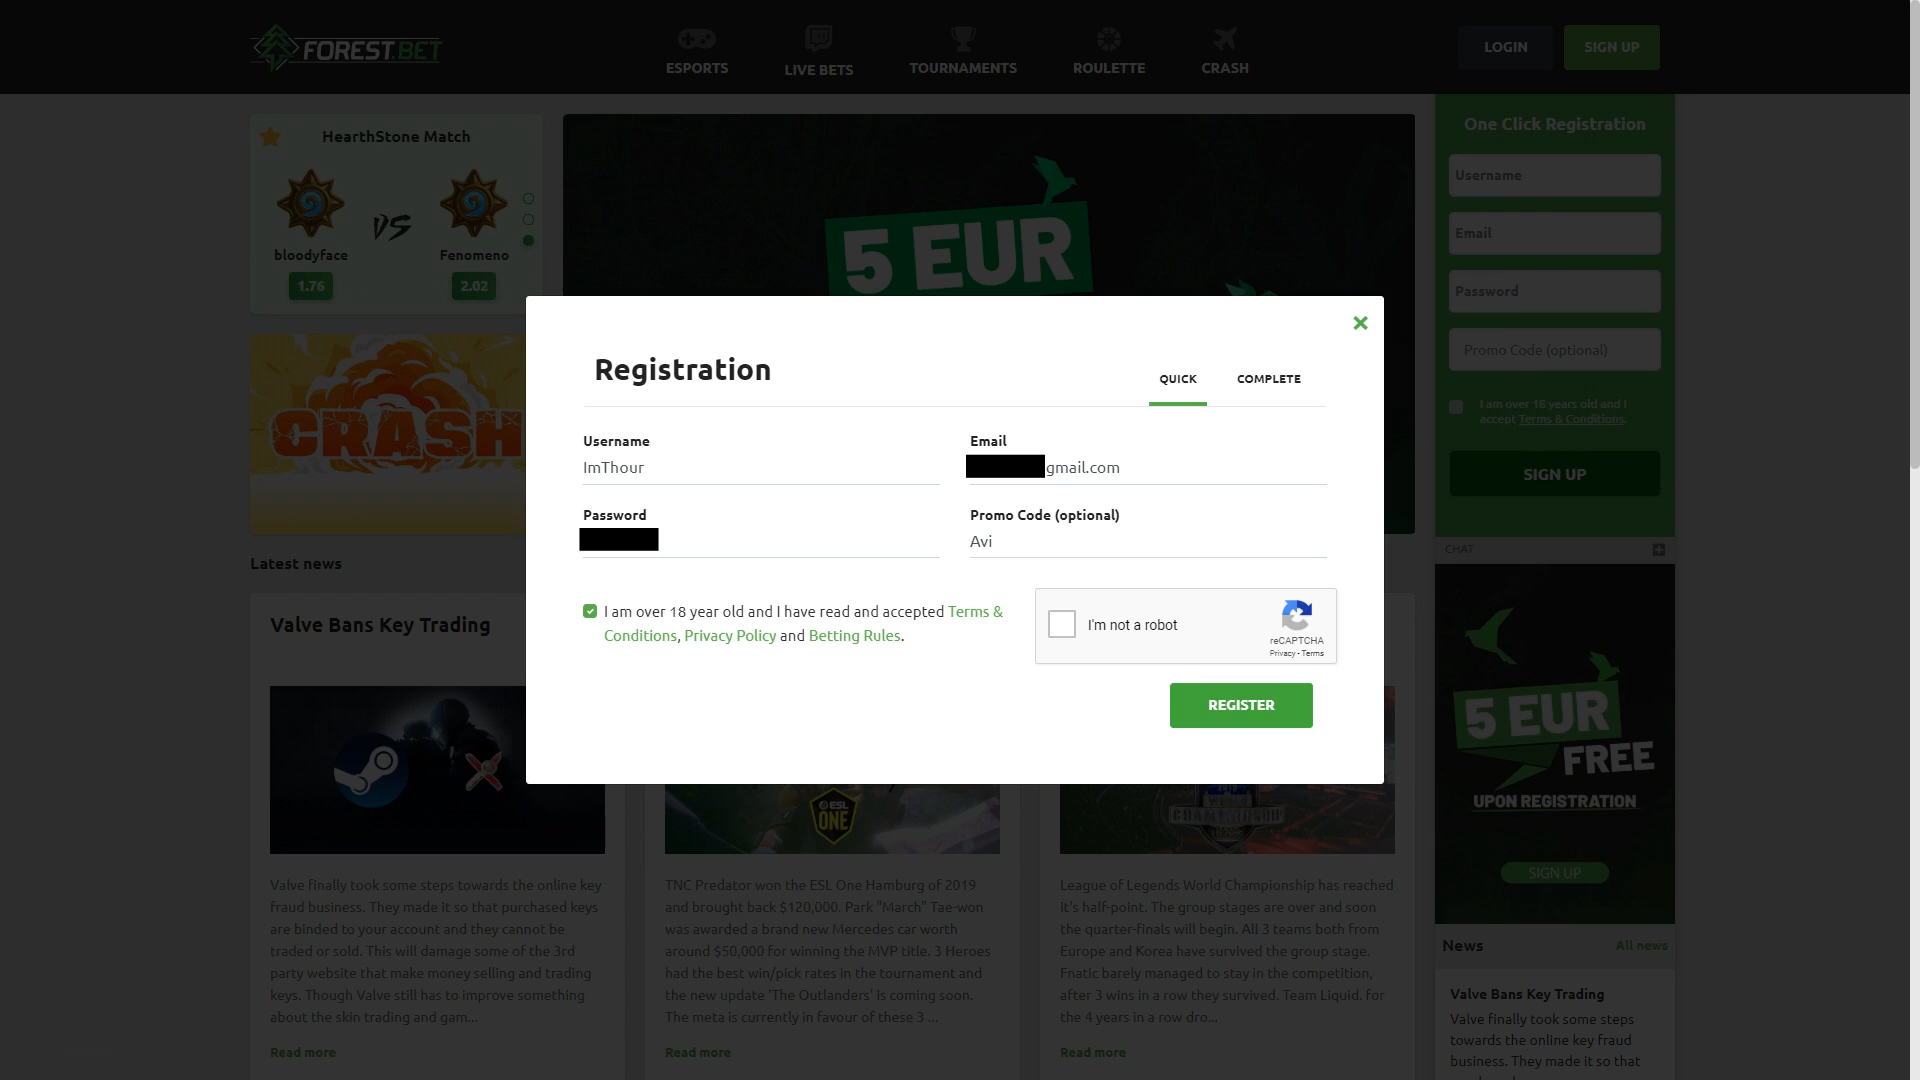 FOREST.BET
ESPORTS
LIVE BETS
TOURNAMENTS
ROULETTE
CRASH
LOGIN
SIGN UP
HearthStone Match
VS
bloodyface
Fenomeno
1.76
2.02
5 EUR
CRASH
One Click Registration
Username
Email
Password
Promo Code (optional)
I am over 18 years old and I
accept Terms & Conditions.
SIGN UP
CHAT
Registration
QUICK
COMPLETE
Username
ImThour
Email
gmail.com
Password
Promo Code (optional)
Avi
I am over 18 year old and I have read and accepted Terms &
Conditions, Privacy Policy and Betting Rules.
I'm not a robot
reCAPTCHA
Privacy - Terms
REGISTER
Latest news
Valve Bans Key Trading
Valve finally took some steps towards the online key
fraud business. They made it so that purchased keys
are binded to your account and they cannot be
traded or sold. This will damage some of the 3rd
party website that make money selling and trading
keys. Though Valve still has to improve something
about the skin trading and gam...
Read more
ESL
ONE
TNC Predator won the ESL One Hamburg of 2019
and brought back $120,000. Park "March" Tae-won
was awarded a brand new Mercedes car worth
around $50,000 for winning the MVP title. 3 Heroes
had the best win/pick rates in the tournament and
the new update 'The Outlanders' is coming soon.
The meta is currently in favour of these 3 ...
Read more
WORLD
CHAMPIONSHIP
League of Legends World Championship has reached
it's half-point. The group stages are over and soon
the quarter-finals will begin. All 3 teams both from
Europe and Korea have survived the group stage.
Fnatic barely managed to stay in the competition,
after 3 wins in a row they survived. Team Liquid. for
the 4 years in a row dro...
Read more
5 EUR
FREE
UPON REGISTRATION
SIGN UP
News
All news
Valve Bans Key Trading
Valve finally took some steps
towards the online key fraud
business. They made it so that